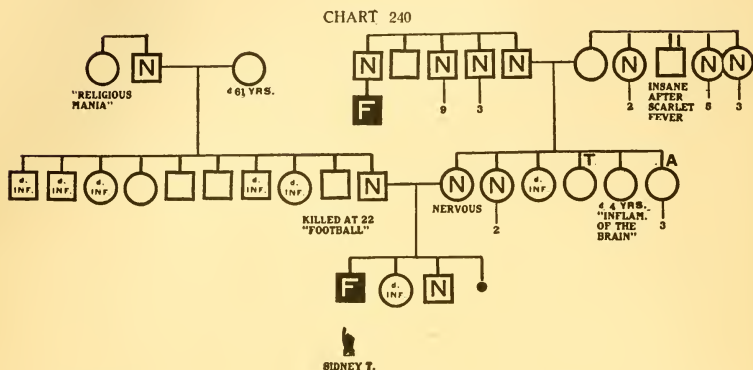 CHART 240
N
"RELIGIOUS
MANIA"
d 61 YRS.
N N N N
F
9 3
N N N
2
INSANE
AFTER
SCARLET
FEVER
5 3
d. INF. d. INF. d. INF. d. INF. d. INF. N
KILLED AT 22
"FOOTBALL"
N N d. INF. T A
NERVOUS
2
d 4 YRS.
"INFLAM.
OF THE
BRAIN"
3
F d. INF. N
SIDNEY T.